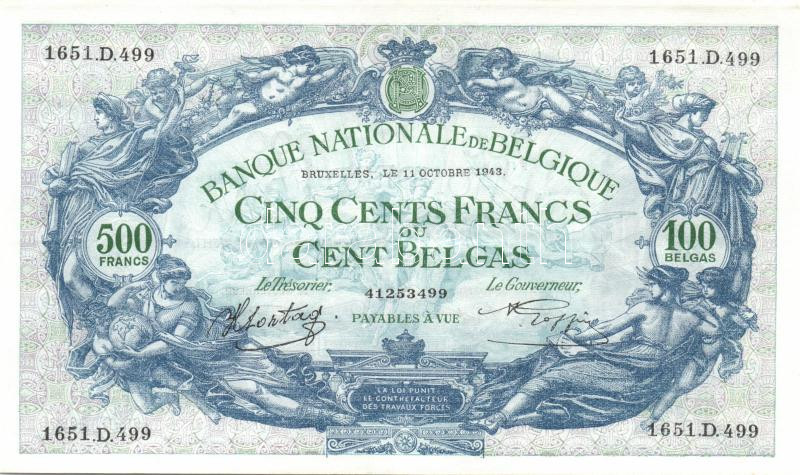 1651.D.499 1651.D.499
BANQUE NATIONALE DE BELGIQUE
BRUXELLES, LE 11 OCTOBRE 1943.
CINQ CENTS FRANCS
OU
CENT BELGAS
500 FRANCS
100 BELGAS
Le Trésorier, 41253499 Le Gouverneur,
PAYABLES À VUE
LA LOI PUNIT
LE CONTREFACTEUR
DES TRAVAUX FORCÉS
1651.D.499 1651.D.499